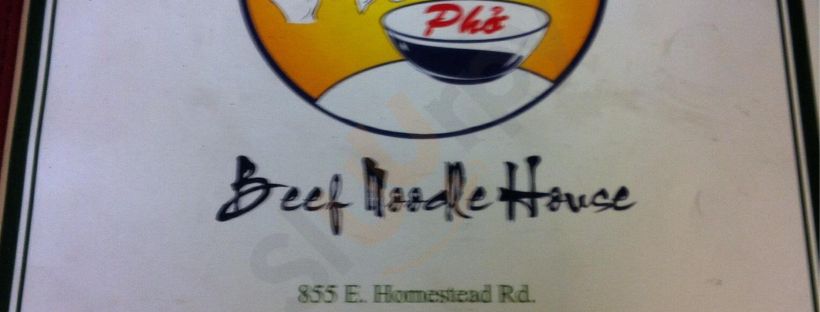 Phở
Beef Noodle House
855 E. Homestead Rd.